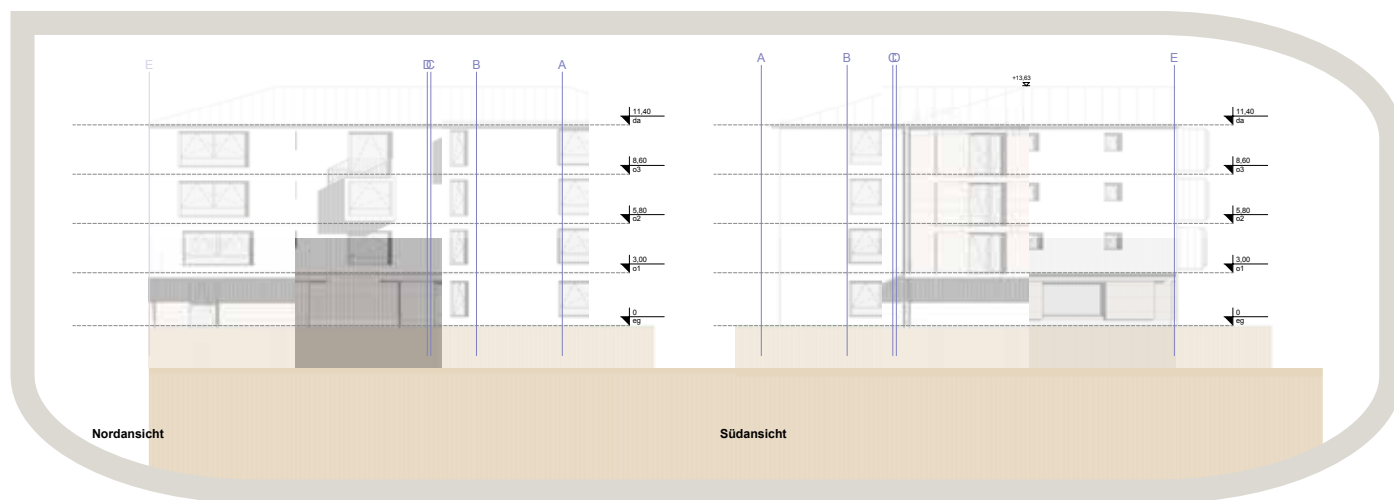 E
D
C
B
A
11,40
da
8,60
o3
5,80
o2
3,00
o1
0
eg
Nordansicht
A
B
C
D
E
+13,63
11,40
da
8,60
o3
5,80
o2
3,00
o1
0
eg
Südansicht